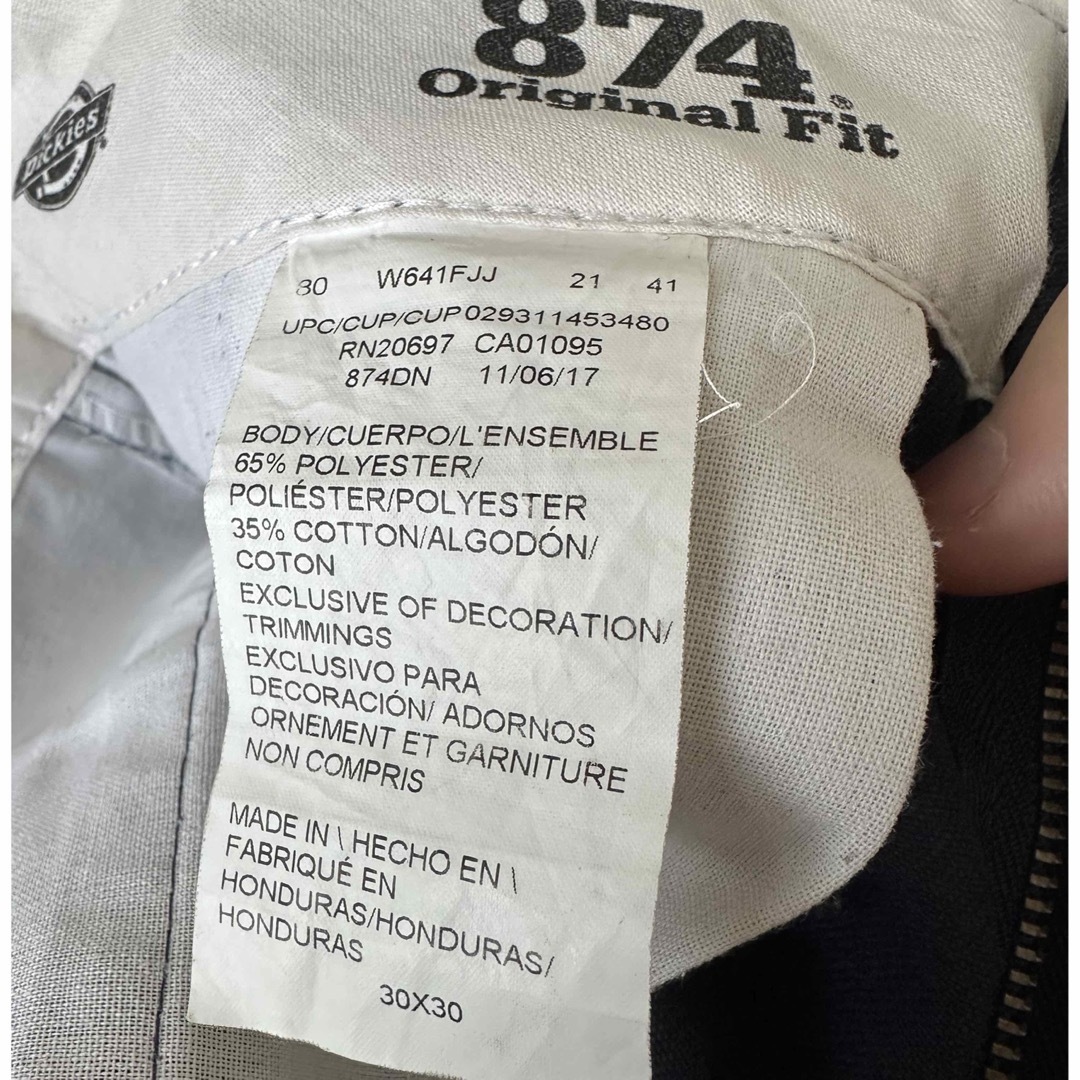 874®
Original Fit
Dickies
80 W641FJJ 21 41
UPC/CUP/CUP029311453480
RN20697 CA01095
874DN 11/06/17
BODY/CUERPO/L'ENSEMBLE
65% POLYESTER/
POLIÉSTER/POLYESTER
35% COTTON/ALGODÓN/
COTON
EXCLUSIVE OF DECORATION/
TRIMMINGS
EXCLUSIVO PARA
DECORACIÓN/ ADORNOS
ORNEMENT ET GARNITURE
NON COMPRIS
MADE IN \ HECHO EN \
FABRIQUÉ EN
HONDURAS/HONDURAS/
HONDURAS
30X30